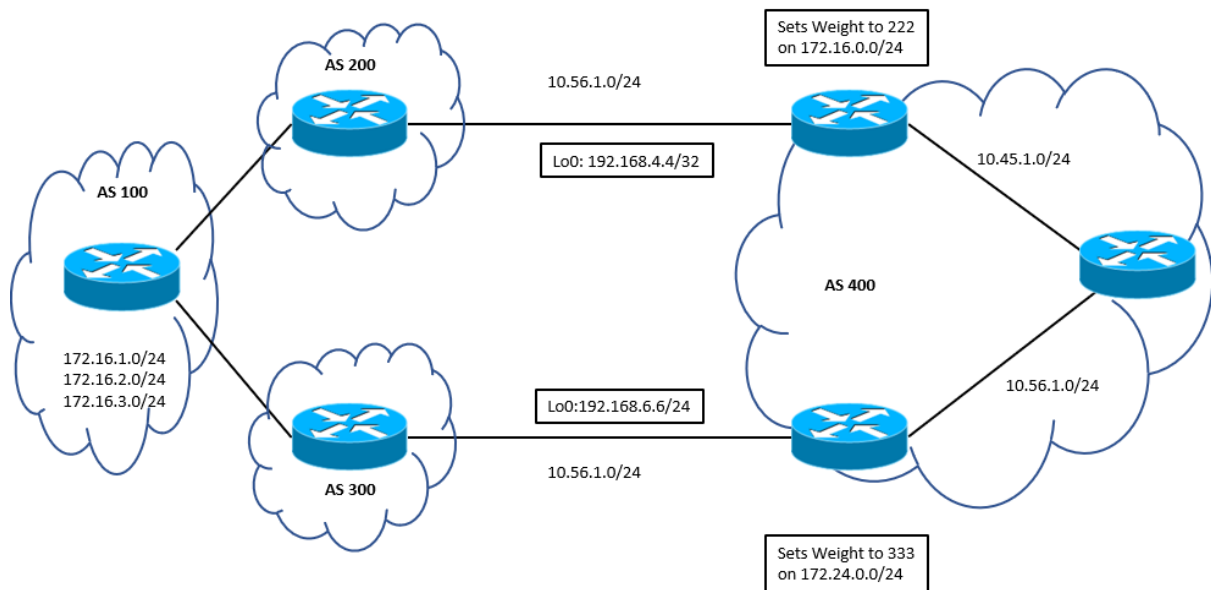 Sets Weight to 222
on 172.16.0.0/24
AS 200
10.56.1.0/24
10.45.1.0/24
Lo0: 192.168.4.4/32
AS 100
AS 400
172.16.1.0/24
172.16.2.0/24
172.16.3.0/24
10.56.1.0/24
Lo0:192.168.6.6/24
10.56.1.0/24
AS 300
Sets Weight to 333
on 172.24.0.0/24